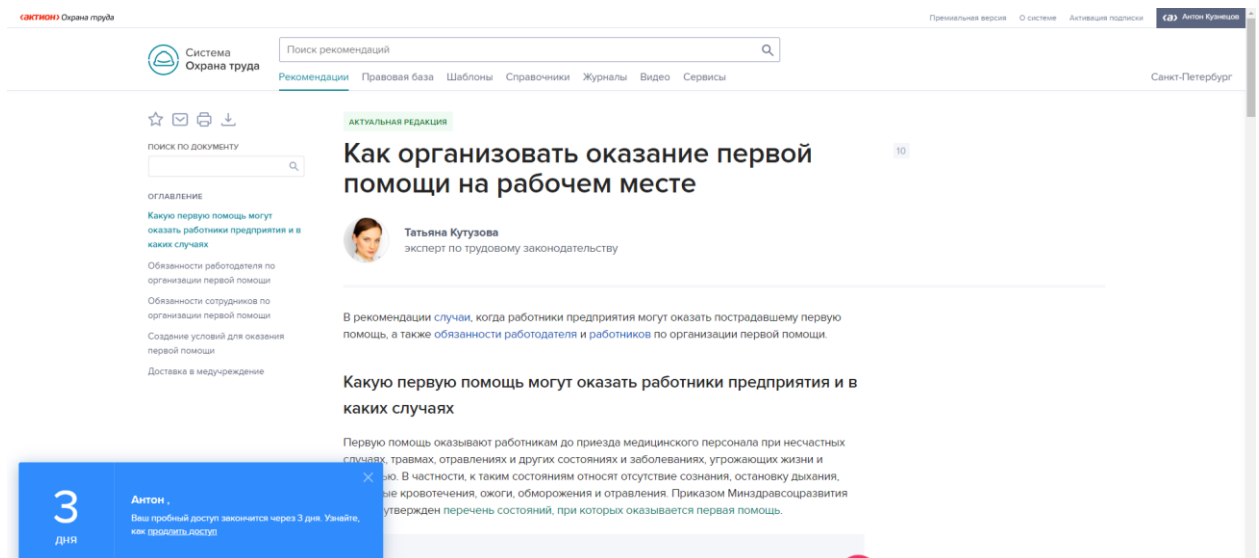 (АКТИОН) Охрана труда
Премиальная версия О системе Активация подписки (а) Антон Кузнецов
Система
Охрана труда
Поиск рекомендаций
Рекомендации Правовая база Шаблоны Справочники Журналы Видео Сервисы
Санкт-Петербург
ПОИСК ПО ДОКУМЕНТУ
ОГЛАВЛЕНИЕ
Какую первую помощь могут
оказать работники предприятия и в
каких случаях
Обязанности работодателя по
организации первой помощи
Обязанности сотрудников по
организации первой помощи
Создание условий для оказания
первой помощи
Доставка в медучреждение
АКТУАЛЬНАЯ РЕДАКЦИЯ
Как организовать оказание первой
помощи на рабочем месте
10
Татьяна Кутузова
эксперт по трудовому законодательству
В рекомендации случаи, когда работники предприятия могут оказать пострадавшему первую
помощь, а также обязанности работодателя и работников по организации первой помощи.
Какую первую помощь могут оказать работники предприятия и в
каких случаях
Первую помощь оказывают работникам до приезда медицинского персонала при несчастных
случаях, травмах, отравлениях и других состояниях и заболеваниях, угрожающих жизни и
ью. В частности, к таким состояниям относят отсутствие сознания, остановку дыхания,
ые кровотечения, ожоги, обморожения и отравления. Приказом Минздравсоцразвития
утвержден перечень состояний, при которых оказывается первая помощь.
3
дня
Антон ,
Ваш пробный доступ закончится через 3 дня. Узнайте,
как продлить доступ